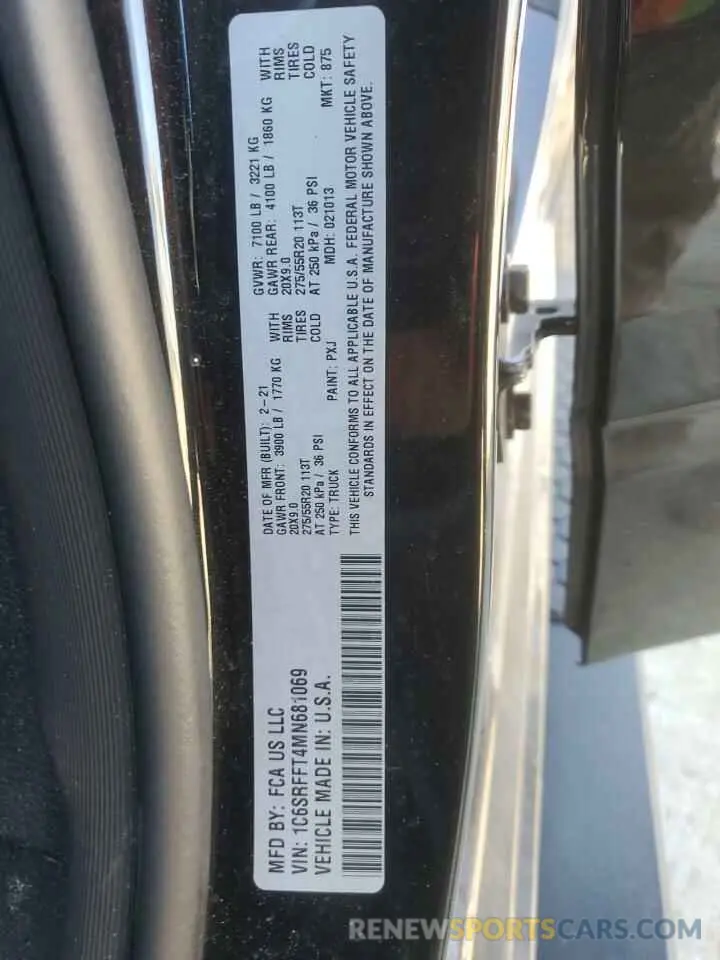 MFD BY: FCA US LLC
VIN: 1C6SRFFT4MN681069
VEHICLE MADE IN: U.S.A.
DATE OF MFR (BUILT): 2-21 GVWR: 7100 LB / 3221 KG
GAWR FRONT: 3900 LB / 1770 KG WITH GAWR REAR: 4100 LB / 1860 KG WITH
20X9.0 RIMS 20X9.0 RIMS
275/55R20 113T TIRES 275/55R20 113T TIRES
AT 250 kPa / 36 PSI COLD AT 250 kPa / 36 PSI COLD
TYPE: TRUCK PAINT: PXJ MDH: 021013 MKT: 875
THIS VEHICLE CONFORMS TO ALL APPLICABLE U.S.A. FEDERAL MOTOR VEHICLE SAFETY
STANDARDS IN EFFECT ON THE DATE OF MANUFACTURE SHOWN ABOVE.
RENEWSPORTSCARS.COM